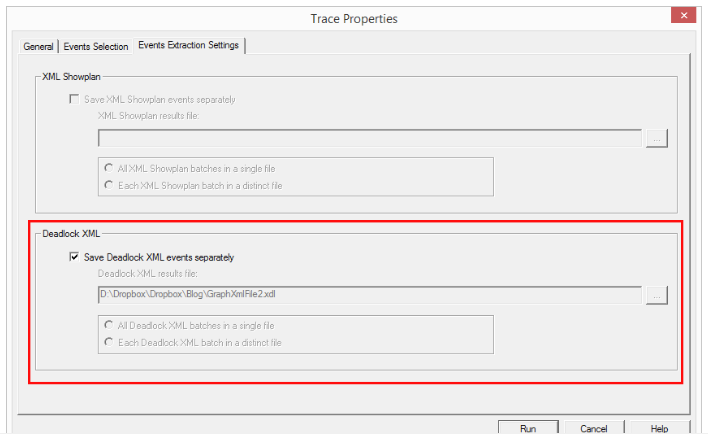 Trace Properties
General Events Selection Events Extraction Settings
XML Showplan
Save XML Showplan events separately
XML Showplan results file:
...
All XML Showplan batches in a single file
Each XML Showplan batch in a distinct file
Deadlock XML
Save Deadlock XML events separately
Deadlock XML results file:
D:\Dropbox\Dropbox\Blog\GraphXmlFile2.xdl
...
All Deadlock XML batches in a single file
Each Deadlock XML batch in a distinct file
Run Cancel Help